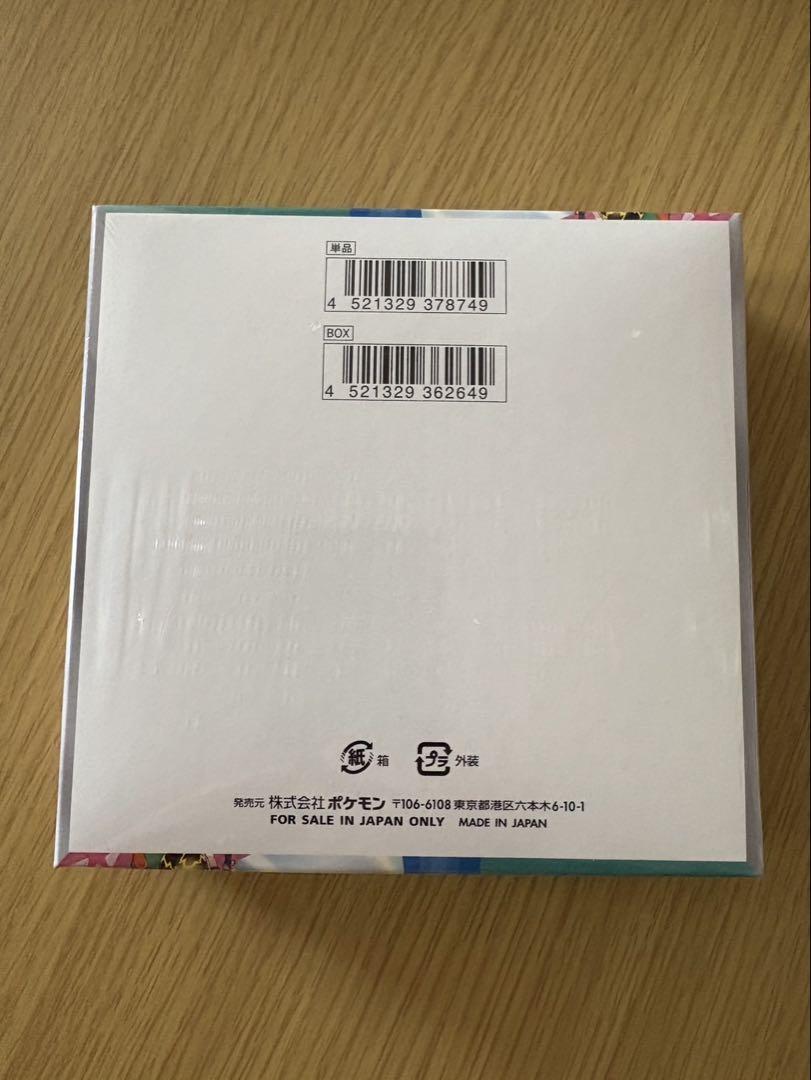 単品
4 521329 378749
BOX
4 521329 362649
紙 箱 プラ 外装
発売元 株式会社ポケモン 〒106-6108 東京都港区六本木6-10-1
FOR SALE IN JAPAN ONLY MADE IN JAPAN